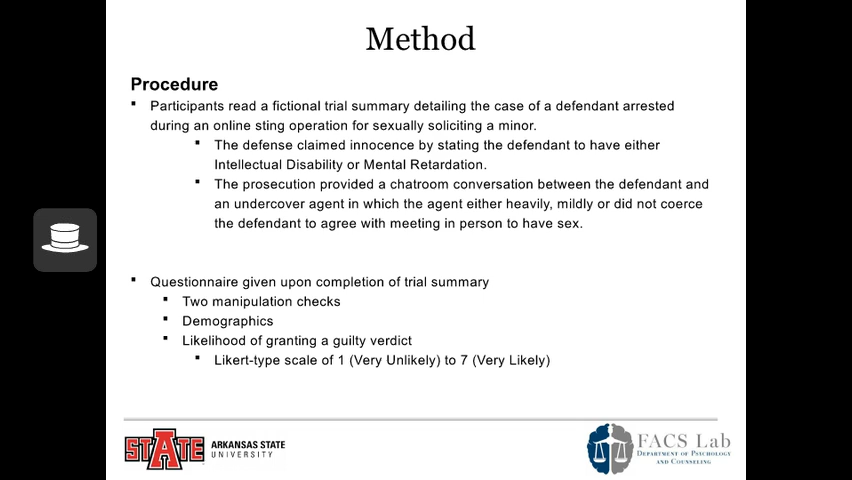 Method
Procedure
▪ Participants read a fictional trial summary detailing the case of a defendant arrested
during an online sting operation for sexually soliciting a minor.
▪ The defense claimed innocence by stating the defendant to have either
Intellectual Disability or Mental Retardation.
▪ The prosecution provided a chatroom conversation between the defendant and
an undercover agent in which the agent either heavily, mildly or did not coerce
the defendant to agree with meeting in person to have sex.
▪ Questionnaire given upon completion of trial summary
▪ Two manipulation checks
▪ Demographics
▪ Likelihood of granting a guilty verdict
▪ Likert-type scale of 1 (Very Unlikely) to 7 (Very Likely)
STATE
ARKANSAS STATE
UNIVERSITY
FACS Lab
DEPARTMENT OF PSYCHOLOGY
AND COUNSELING